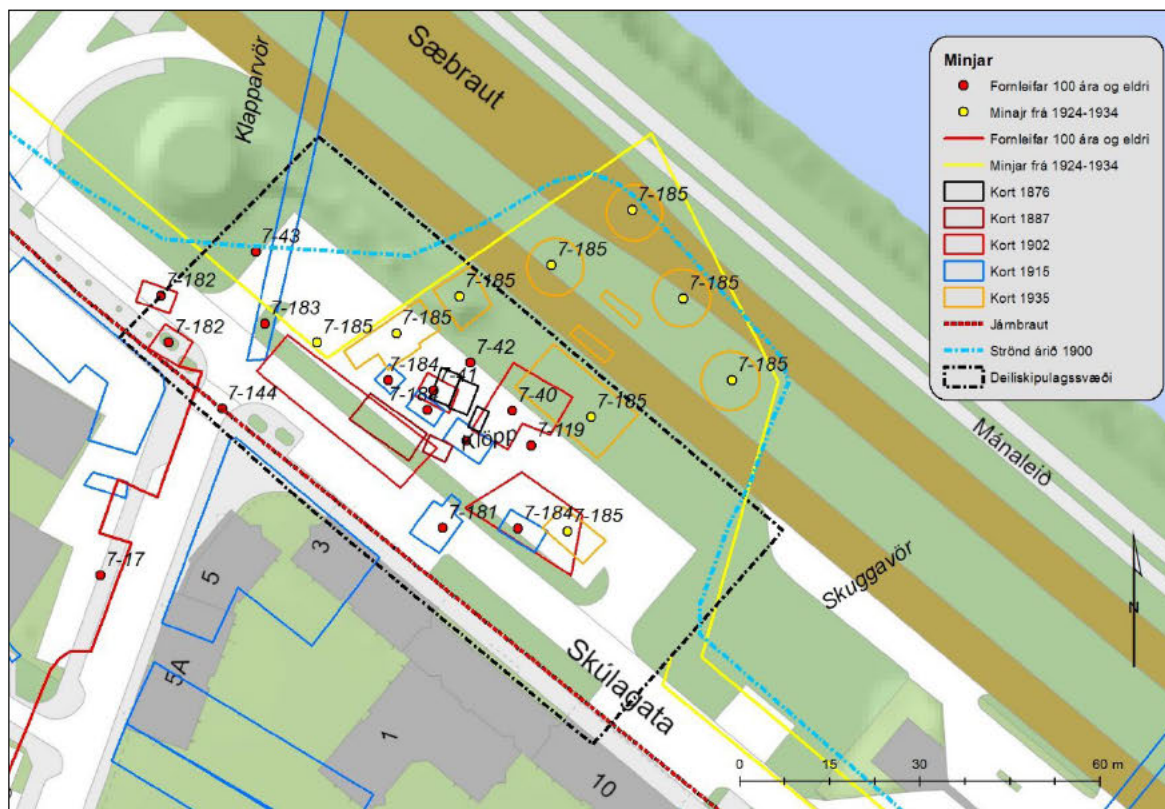 Sæbraut
Klapparvör
Minjar
Fornleifar 100 ára og eldri
Minajr frá 1924-1934
Fornleifar 100 ára og eldri
Minjar frá 1924-1934
Kort 1876
Kort 1887
Kort 1902
Kort 1915
Kort 1935
Járnbraut
Strönd árið 1900
Deiliskipulagssvæði
7-185
7-43
7-185
7-182
7-185
7-185
7-183
7-185
7-182
7-185
7-42
7-184
7-185
7-144
7-40
7-185
Klöpp
7-119
Mánaleið
7-181
7-184
7-185
7-17
3
5
Skuggavör
N
5A
Skúlagata
1
10
0 15 30 60 m